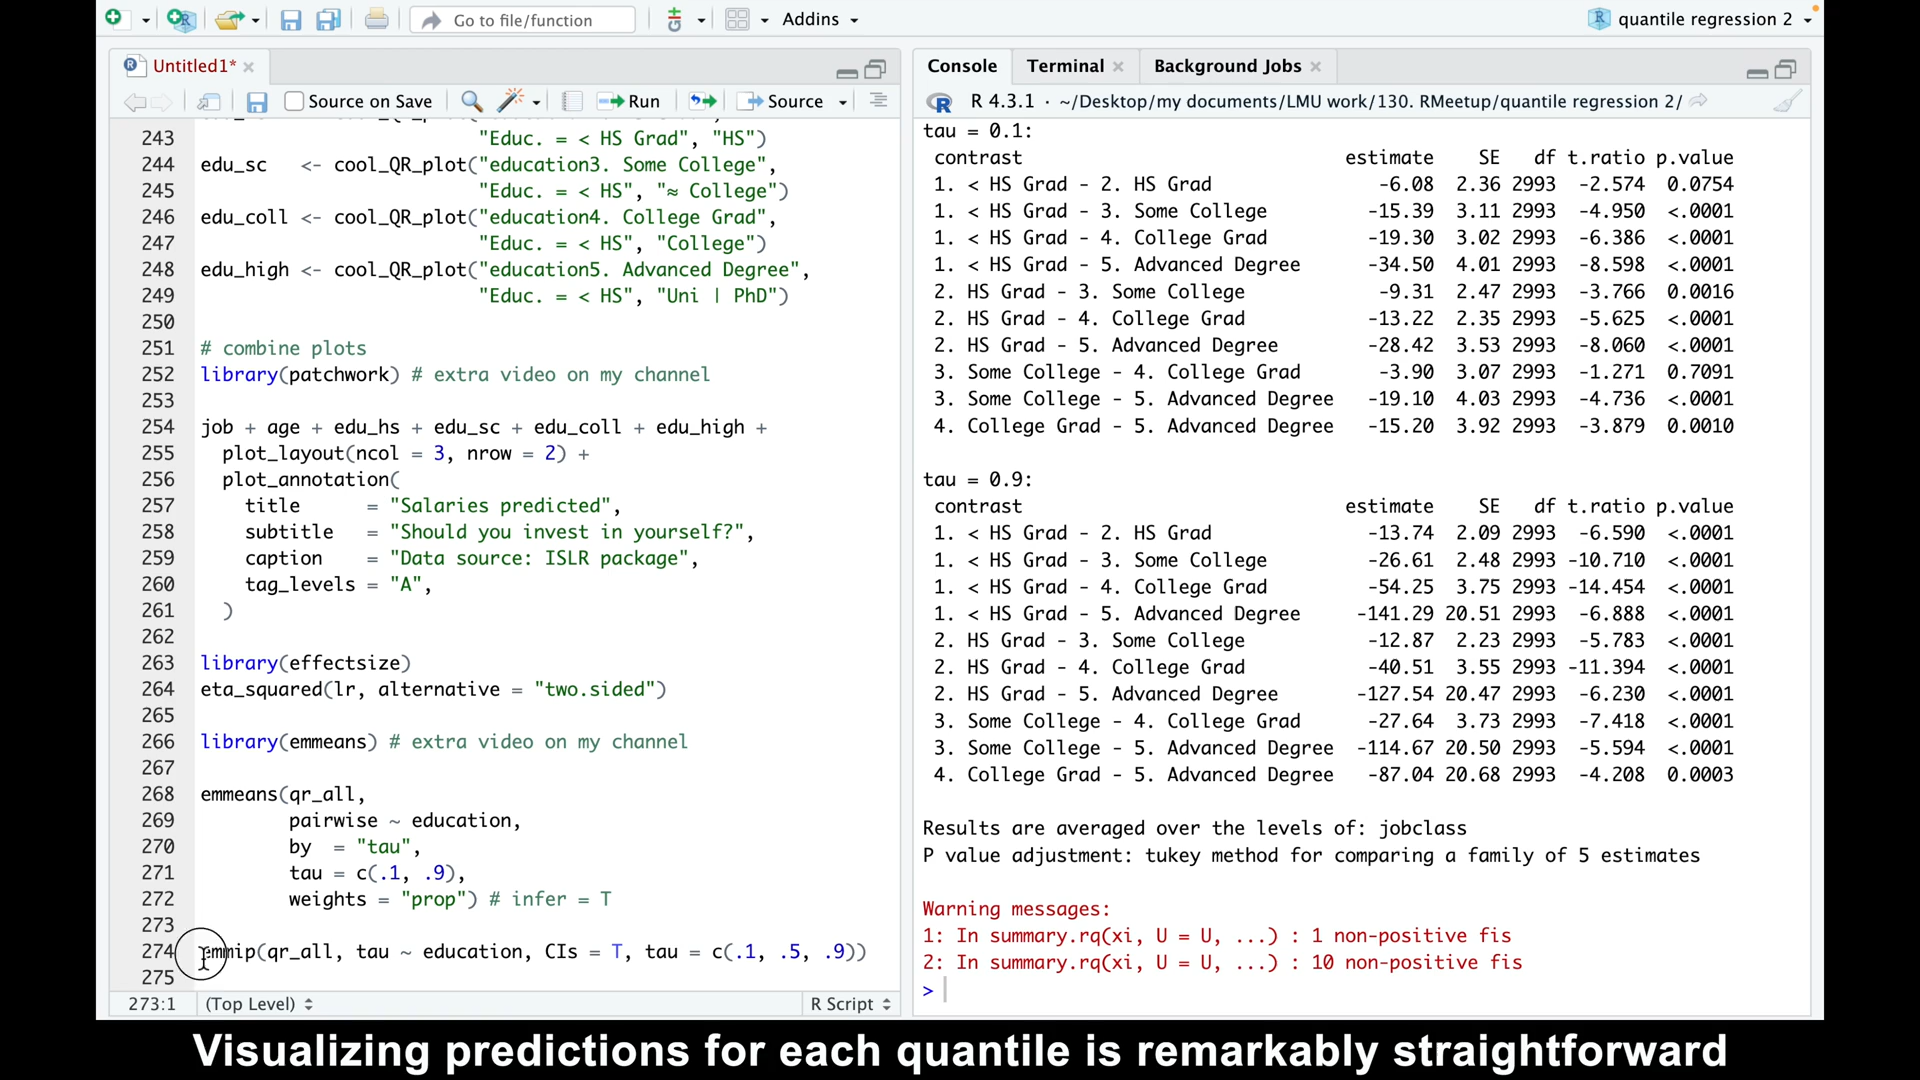 Go to file/function
Addins
quantile regression 2
Untitled1*
Source on Save
Run
Source
243 "Educ. = < HS Grad", "HS")
244 edu_sc <- cool_QR_plot("education3. Some College",
245 "Educ. = < HS", "≈ College")
246 edu_coll <- cool_QR_plot("education4. College Grad",
247 "Educ. = < HS", "College")
248 edu_high <- cool_QR_plot("education5. Advanced Degree",
249 "Educ. = < HS", "Uni | PhD")
250
251 # combine plots
252 library(patchwork) # extra video on my channel
253
254 job + age + edu_hs + edu_sc + edu_coll + edu_high +
255 plot_layout(ncol = 3, nrow = 2) +
256 plot_annotation(
257 title = "Salaries predicted",
258 subtitle = "Should you invest in yourself?",
259 caption = "Data source: ISLR package",
260 tag_levels = "A",
261 )
262
263 library(effectsize)
264 eta_squared(lr, alternative = "two.sided")
265
266 library(emmeans) # extra video on my channel
267
268 emmeans(qr_all,
269 pairwise ~ education,
270 by = "tau",
271 tau = c(.1, .9),
272 weights = "prop") # infer = T
273
274 emmip(qr_all, tau ~ education, CIs = T, tau = c(.1, .5, .9))
275
273:1 (Top Level) R Script
Console Terminal Background Jobs
R 4.3.1 · ~/Desktop/my documents/LMU work/130. RMeetup/quantile regression 2/
tau = 0.1:
contrast estimate SE df t.ratio p.value
1. < HS Grad - 2. HS Grad -6.08 2.36 2993 -2.574 0.0754
1. < HS Grad - 3. Some College -15.39 3.11 2993 -4.950 <.0001
1. < HS Grad - 4. College Grad -19.30 3.02 2993 -6.386 <.0001
1. < HS Grad - 5. Advanced Degree -34.50 4.01 2993 -8.598 <.0001
2. HS Grad - 3. Some College -9.31 2.47 2993 -3.766 0.0016
2. HS Grad - 4. College Grad -13.22 2.35 2993 -5.625 <.0001
2. HS Grad - 5. Advanced Degree -28.42 3.53 2993 -8.060 <.0001
3. Some College - 4. College Grad -3.90 3.07 2993 -1.271 0.7091
3. Some College - 5. Advanced Degree -19.10 4.03 2993 -4.736 <.0001
4. College Grad - 5. Advanced Degree -15.20 3.92 2993 -3.879 0.0010
tau = 0.9:
contrast estimate SE df t.ratio p.value
1. < HS Grad - 2. HS Grad -13.74 2.09 2993 -6.590 <.0001
1. < HS Grad - 3. Some College -26.61 2.48 2993 -10.710 <.0001
1. < HS Grad - 4. College Grad -54.25 3.75 2993 -14.454 <.0001
1. < HS Grad - 5. Advanced Degree -141.29 20.51 2993 -6.888 <.0001
2. HS Grad - 3. Some College -12.87 2.23 2993 -5.783 <.0001
2. HS Grad - 4. College Grad -40.51 3.55 2993 -11.394 <.0001
2. HS Grad - 5. Advanced Degree -127.54 20.47 2993 -6.230 <.0001
3. Some College - 4. College Grad -27.64 3.73 2993 -7.418 <.0001
3. Some College - 5. Advanced Degree -114.67 20.50 2993 -5.594 <.0001
4. College Grad - 5. Advanced Degree -87.04 20.68 2993 -4.208 0.0003
Results are averaged over the levels of: jobclass
P value adjustment: tukey method for comparing a family of 5 estimates
Warning messages:
1: In summary.rq(xi, U = U, ...) : 1 non-positive fis
2: In summary.rq(xi, U = U, ...) : 10 non-positive fis
>
Visualizing predictions for each quantile is remarkably straightforward